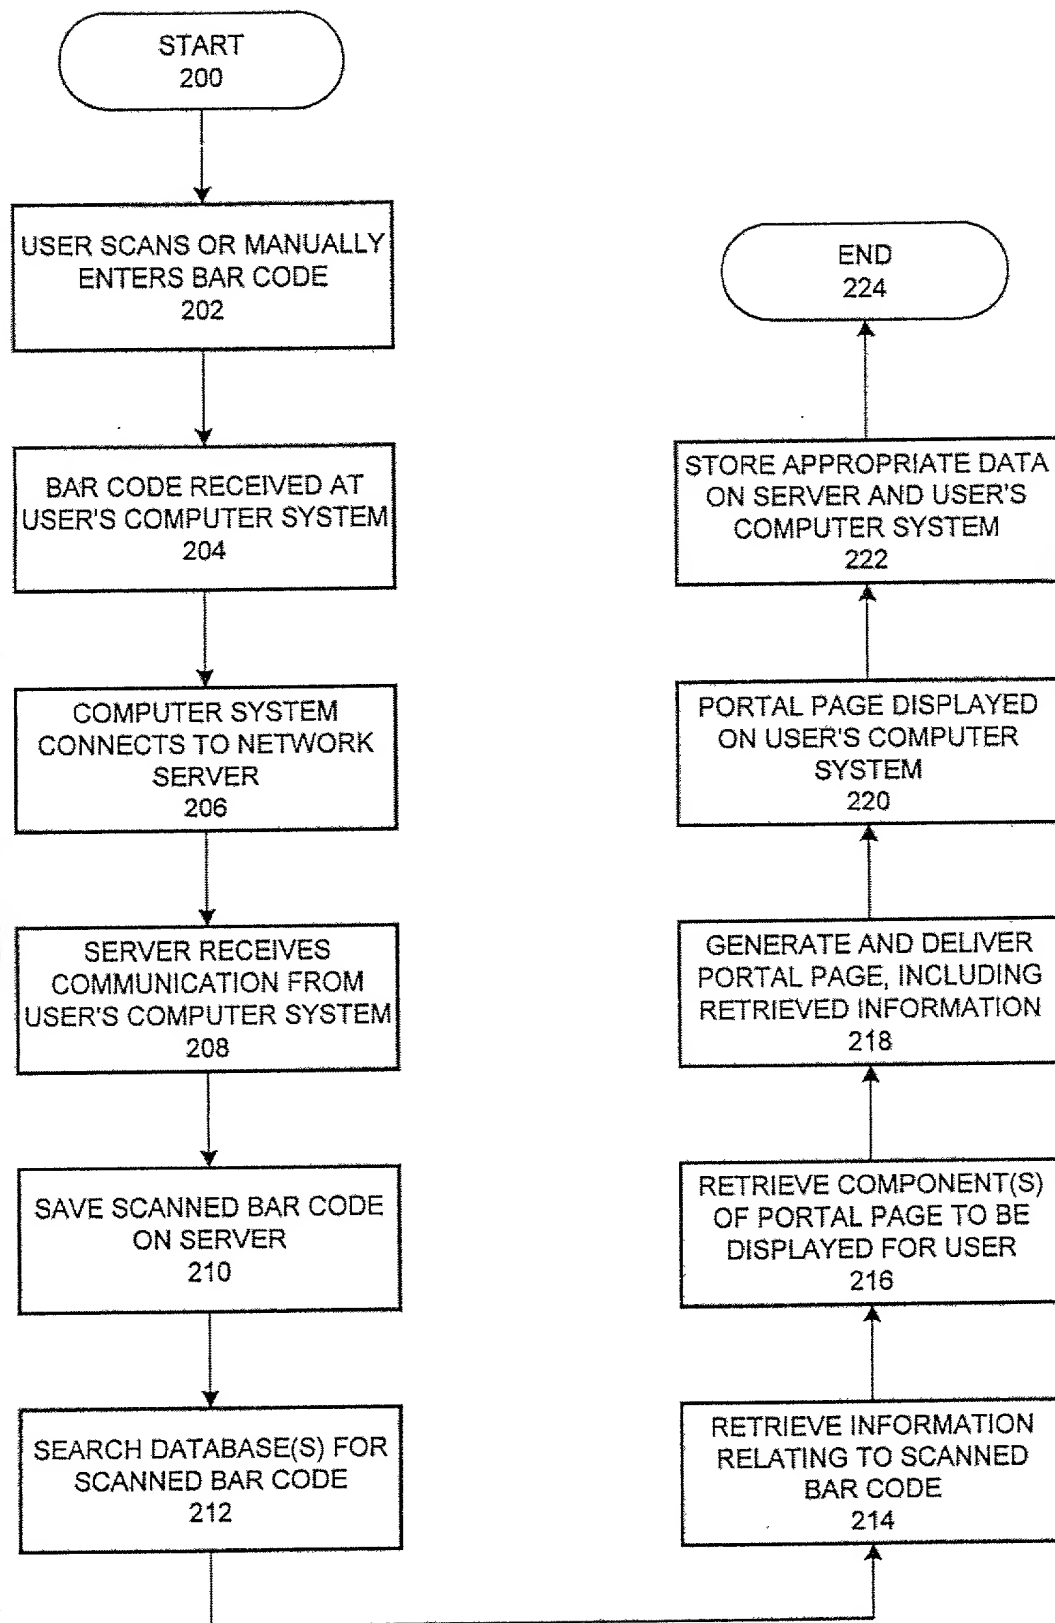 START
200
USER SCANS OR MANUALLY
ENTERS BAR CODE
202
BAR CODE RECEIVED AT
USER'S COMPUTER SYSTEM
204
COMPUTER SYSTEM
CONNECTS TO NETWORK
SERVER
206
SERVER RECEIVES
COMMUNICATION FROM
USER'S COMPUTER SYSTEM
208
SAVE SCANNED BAR CODE
ON SERVER
210
SEARCH DATABASE(S) FOR
SCANNED BAR CODE
212
RETRIEVE INFORMATION
RELATING TO SCANNED
BAR CODE
214
RETRIEVE COMPONENT(S)
OF PORTAL PAGE TO BE
DISPLAYED FOR USER
216
GENERATE AND DELIVER
PORTAL PAGE, INCLUDING
RETRIEVED INFORMATION
218
PORTAL PAGE DISPLAYED
ON USER'S COMPUTER
SYSTEM
220
STORE APPROPRIATE DATA
ON SERVER AND USER'S
COMPUTER SYSTEM
222
END
224